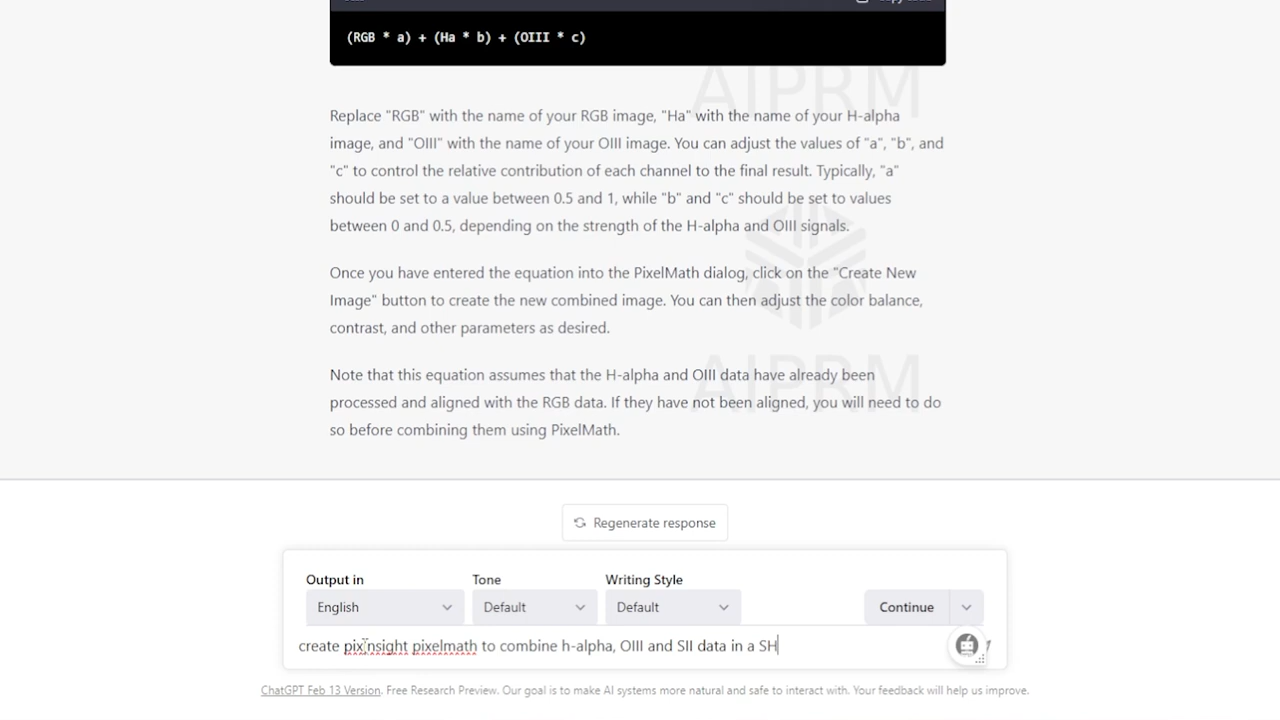 (RGB * a) + (Ha * b) + (OIII * c)
AIPRM
Replace "RGB" with the name of your RGB image, "Ha" with the name of your H-alpha
image, and "OIII" with the name of your OIII image. You can adjust the values of "a", "b", and
"c" to control the relative contribution of each channel to the final result. Typically, "a"
should be set to a value between 0.5 and 1, while "b" and "c" should be set to values
between 0 and 0.5, depending on the strength of the H-alpha and OIII signals.
Once you have entered the equation into the PixelMath dialog, click on the "Create New
Image" button to create the new combined image. You can then adjust the color balance,
contrast, and other parameters as desired.
AIPRM
Note that this equation assumes that the H-alpha and OIII data have already been
processed and aligned with the RGB data. If they have not been aligned, you will need to do
so before combining them using PixelMath.
Regenerate response
Output in Tone Writing Style
English Default Default Continue
create pixinsight pixelmath to combine h-alpha, OIII and SII data in a SH
ChatGPT Feb 13 Version. Free Research Preview. Our goal is to make AI systems more natural and safe to interact with. Your feedback will help us improve.